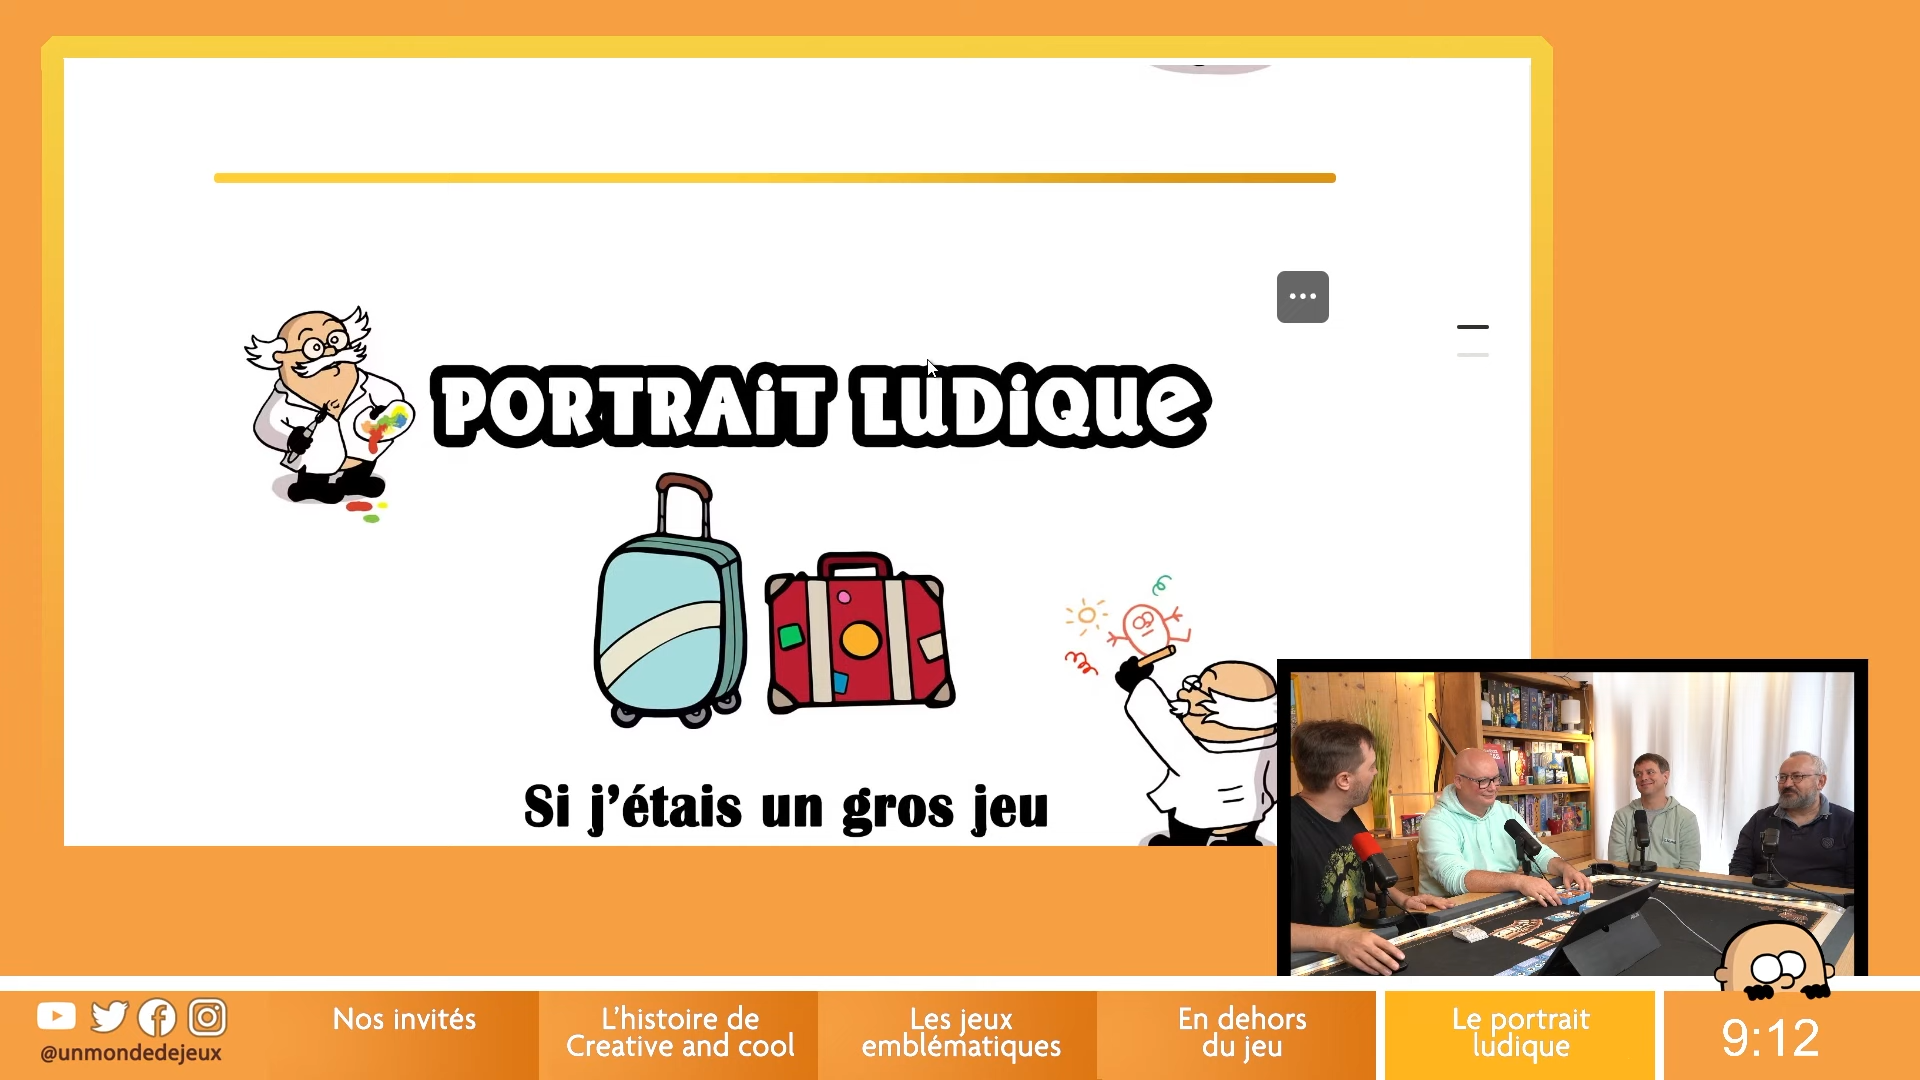 PORTRAiT LUDiQUe
Si j'étais un gros jeu
@unmondedejeux
Nos invités
L'histoire de
Creative and cool
Les jeux
emblématiques
En dehors
du jeu
Le portrait
ludique
9:12